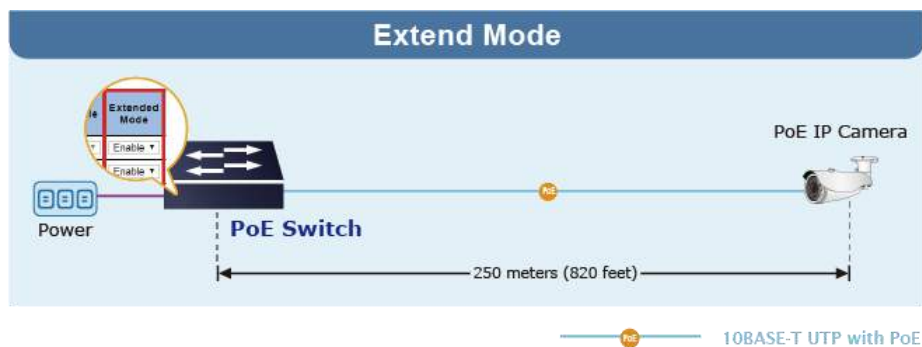 Extend Mode
le
Extended
Mode
Enable
Enable
PoE IP Camera
PoE
Power
PoE Switch
250 meters (820 feet)
PoE
10BASE-T UTP with PoE